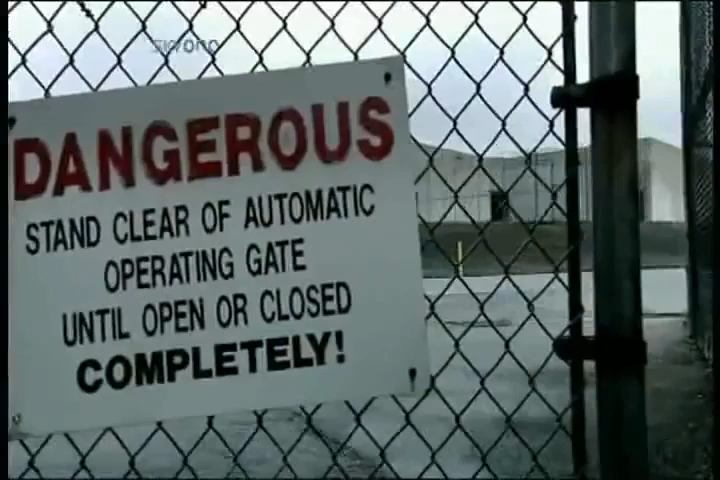 DANGEROUS
STAND CLEAR OF AUTOMATIC
OPERATING GATE
UNTIL OPEN OR CLOSED
COMPLETELY!